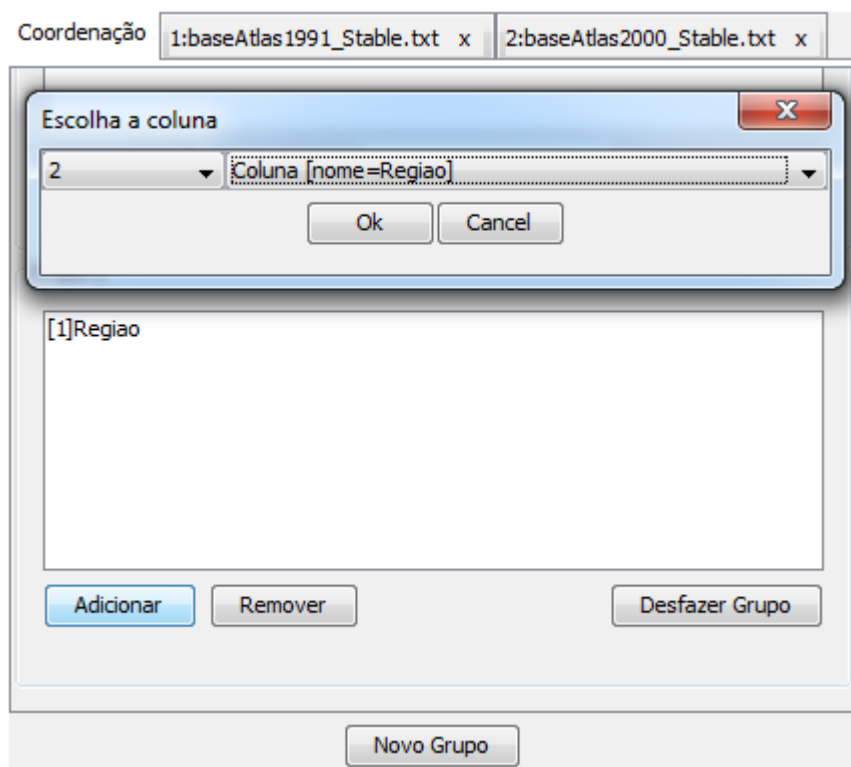 Coordenação 1:baseAtlas1991_Stable.txt x 2:baseAtlas2000_Stable.txt x
Escolha a coluna
2 Coluna [nome=Regiao]
Ok Cancel
[1]Regiao
Adicionar Remover Desfazer Grupo
Novo Grupo